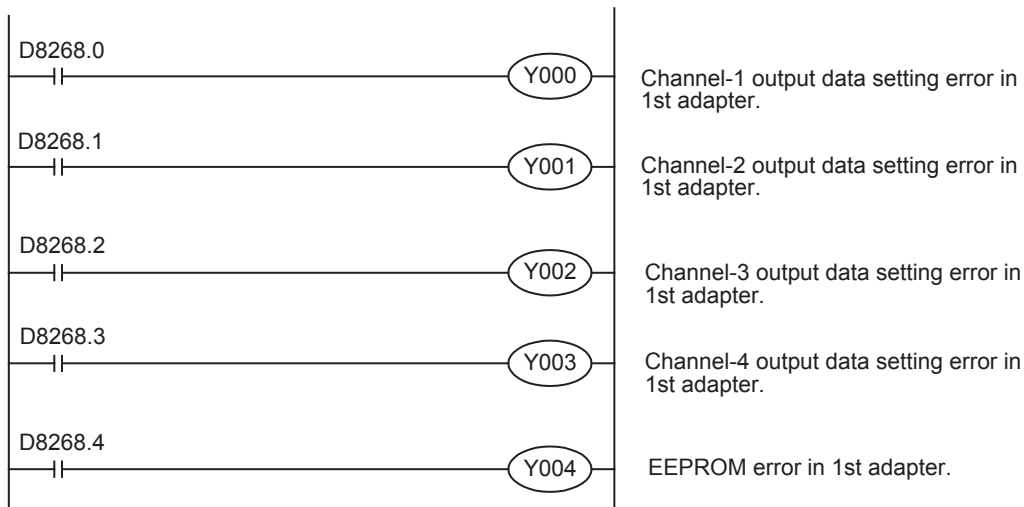 D8268.0
Y000
Channel-1 output data setting error in
1st adapter.
D8268.1
Y001
Channel-2 output data setting error in
1st adapter.
D8268.2
Y002
Channel-3 output data setting error in
1st adapter.
D8268.3
Y003
Channel-4 output data setting error in
1st adapter.
D8268.4
Y004
EEPROM error in 1st adapter.